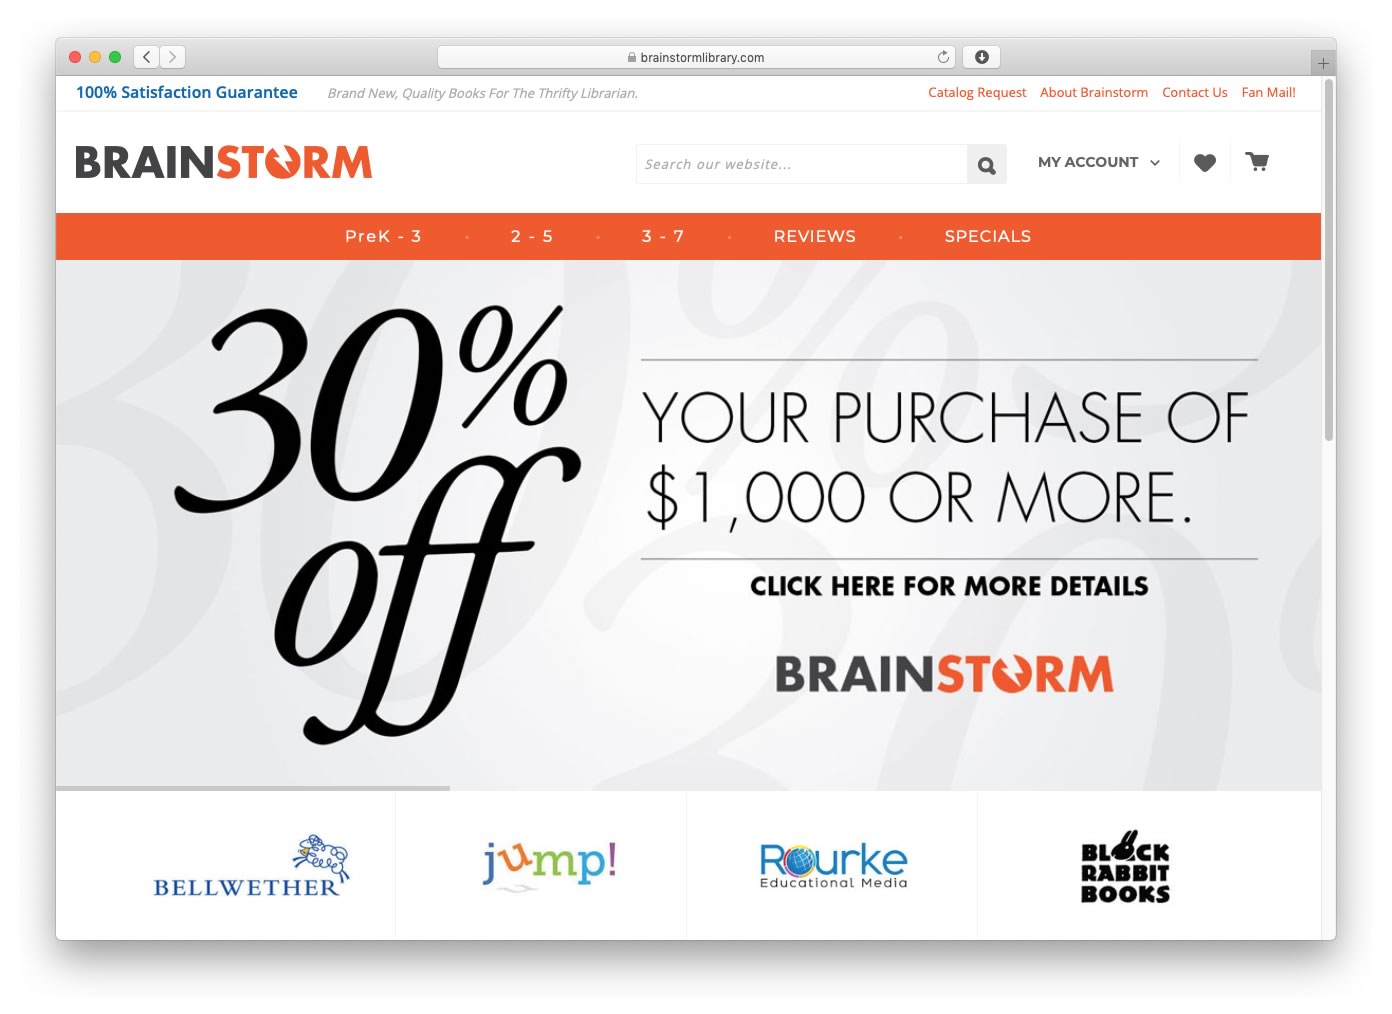 brainstormlibrary.com
100% Satisfaction Guarantee Brand New, Quality Books For The Thrifty Librarian. Catalog Request About Brainstorm Contact Us Fan Mail!
BRAINSTORM Search our website... MY ACCOUNT
PreK - 3 2 - 5 3 - 7 REVIEWS SPECIALS
30%
off
YOUR PURCHASE OF
$1,000 OR MORE.
CLICK HERE FOR MORE DETAILS
BRAINSTORM
BELLWETHER
jump!
Rourke
Educational Media
BLACK
RABBIT
BOOKS